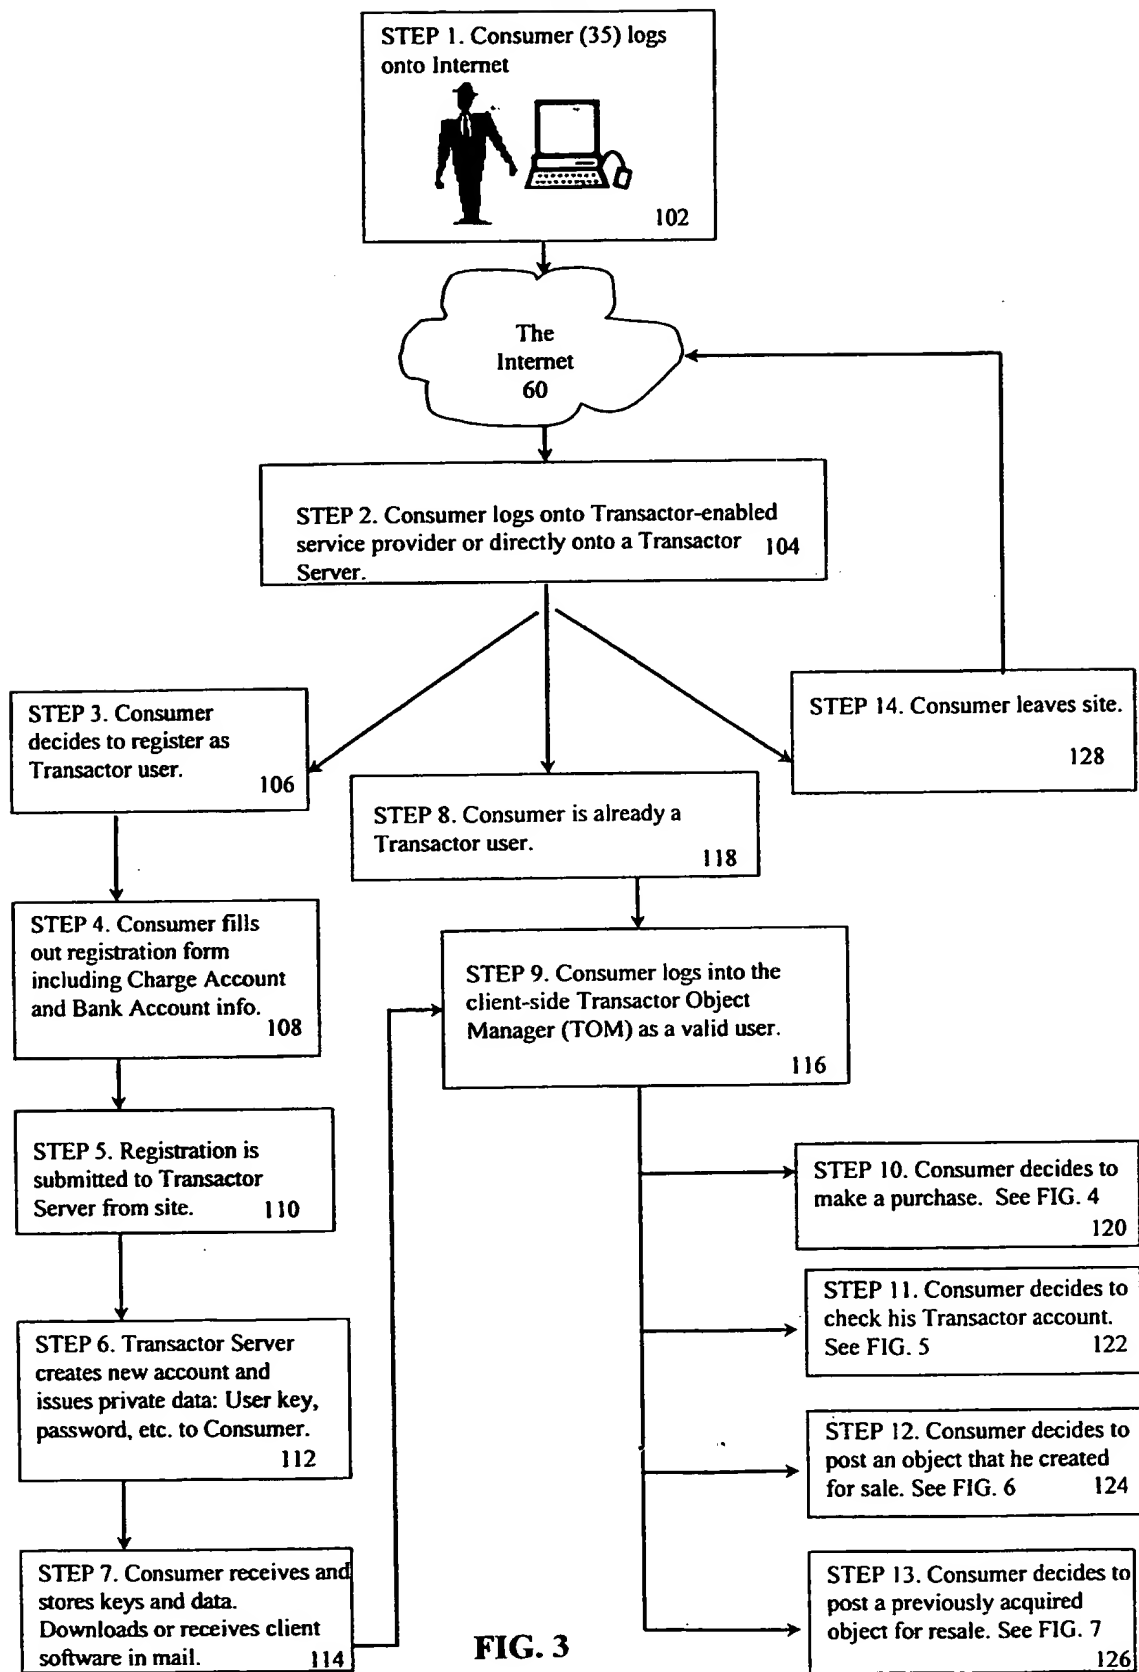 STEP 1. Consumer (35) logs
onto Internet
102
The
Internet
60
STEP 2. Consumer logs onto Transactor-enabled
service provider or directly onto a Transactor 104
Server.
STEP 3. Consumer
decides to register as
Transactor user.
106
STEP 14. Consumer leaves site.
128
STEP 8. Consumer is already a
Transactor user.
118
STEP 4. Consumer fills
out registration form
including Charge Account
and Bank Account info.
108
STEP 9. Consumer logs into the
client-side Transactor Object
Manager (TOM) as a valid user.
116
STEP 5. Registration is
submitted to Transactor
Server from site. 110
STEP 10. Consumer decides to
make a purchase. See FIG. 4
120
STEP 11. Consumer decides to
check his Transactor account.
See FIG. 5 122
STEP 6. Transactor Server
creates new account and
issues private data: User key,
password, etc. to Consumer.
112
STEP 12. Consumer decides to
post an object that he created
for sale. See FIG. 6 124
STEP 7. Consumer receives and
stores keys and data.
Downloads or receives client
software in mail. 114
STEP 13. Consumer decides to
post a previously acquired
object for resale. See FIG. 7
126
FIG. 3